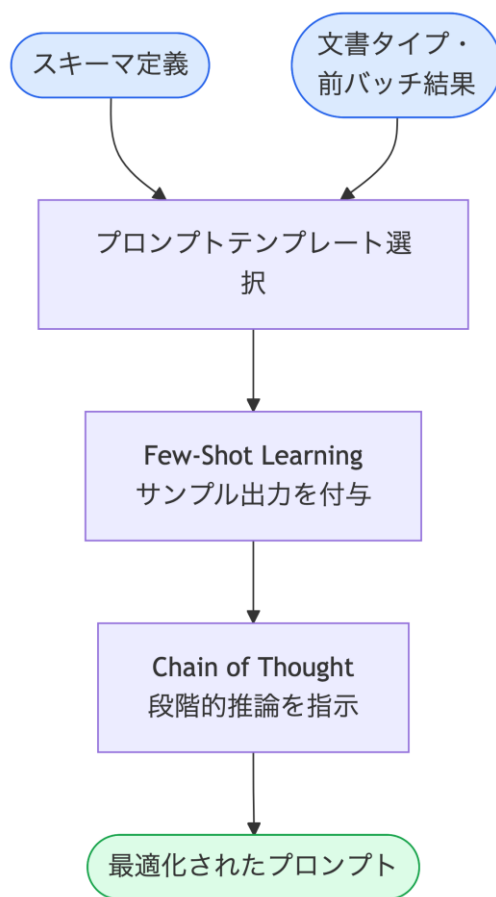 スキーマ定義
文書タイプ・
前バッチ結果
プロンプトテンプレート選
択
Few-Shot Learning
サンプル出力を付与
Chain of Thought
段階的推論を指示
最適化されたプロンプト